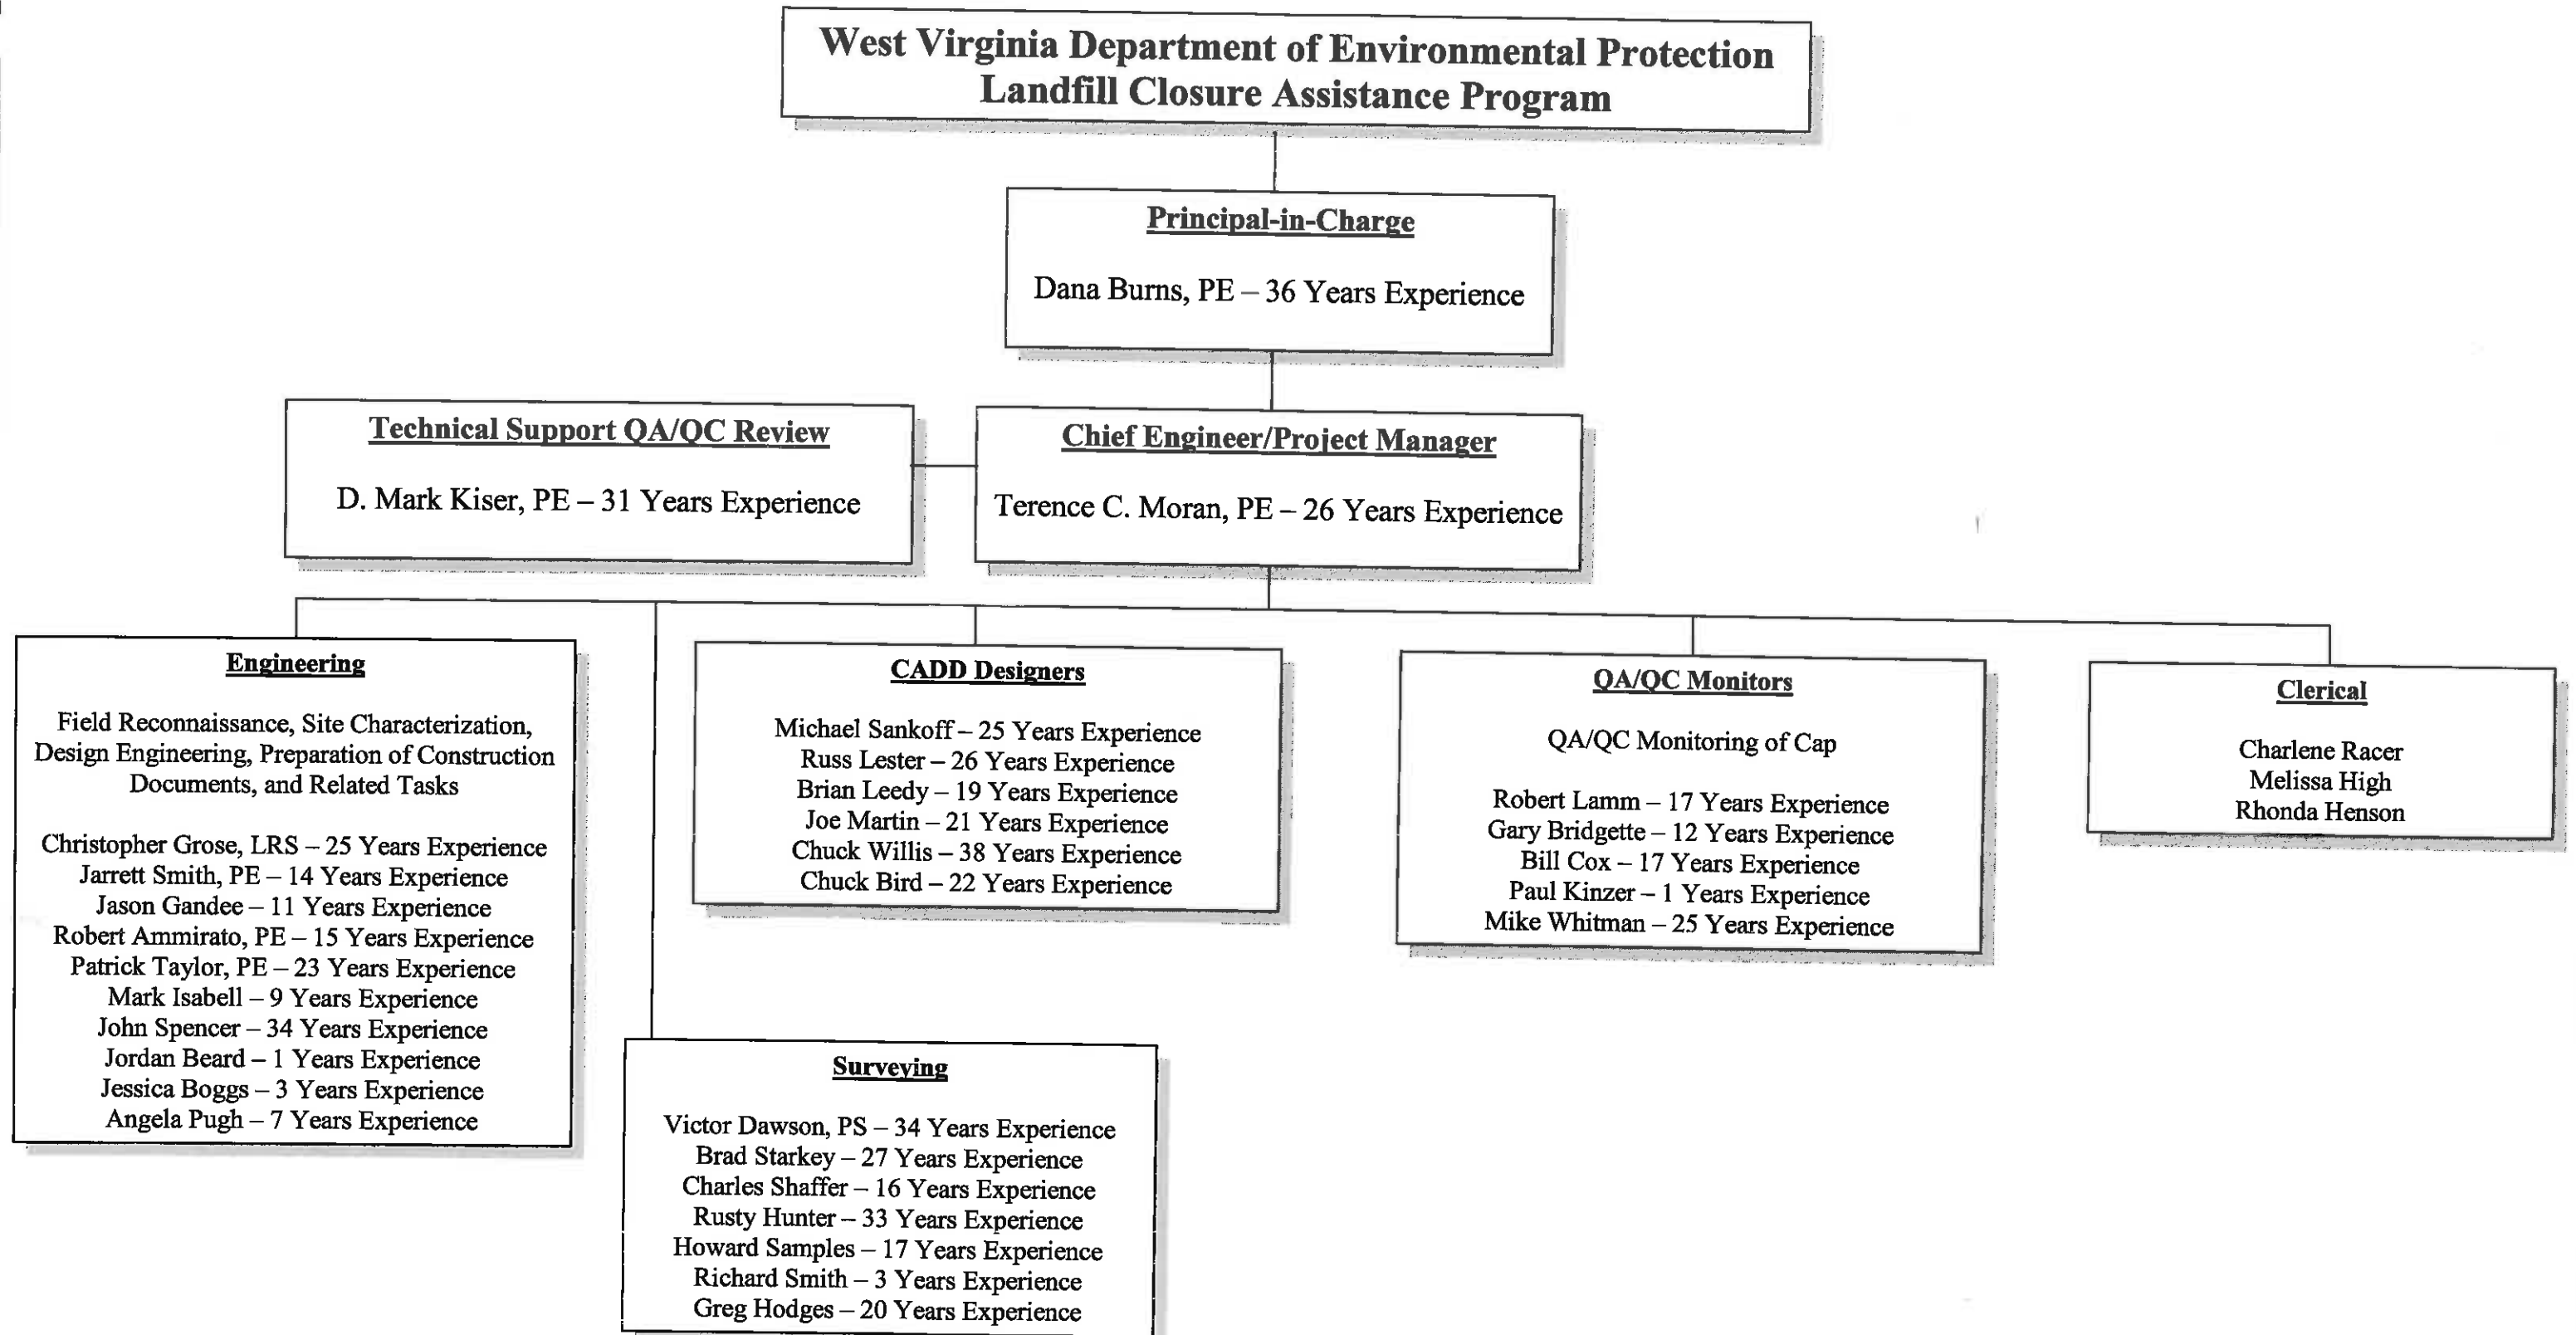 West Virginia Department of Environmental Protection
Landfill Closure Assistance Program
Principal-in-Charge
Dana Burns, PE – 36 Years Experience
Technical Support QA/QC Review
D. Mark Kiser, PE – 31 Years Experience
Chief Engineer/Project Manager
Terence C. Moran, PE – 26 Years Experience
Engineering
Field Reconnaissance, Site Characterization,
Design Engineering, Preparation of Construction
Documents, and Related Tasks
Christopher Grose, LRS – 25 Years Experience
Jarrett Smith, PE – 14 Years Experience
Jason Gandee – 11 Years Experience
Robert Ammirato, PE – 15 Years Experience
Patrick Taylor, PE – 23 Years Experience
Mark Isabell – 9 Years Experience
John Spencer – 34 Years Experience
Jordan Beard – 1 Years Experience
Jessica Boggs – 3 Years Experience
Angela Pugh – 7 Years Experience
Surveying
Victor Dawson, PS – 34 Years Experience
Brad Starkey – 27 Years Experience
Charles Shaffer – 16 Years Experience
Rusty Hunter – 33 Years Experience
Howard Samples – 17 Years Experience
Richard Smith – 3 Years Experience
Greg Hodges – 20 Years Experience
CADD Designers
Michael Sankoff – 25 Years Experience
Russ Lester – 26 Years Experience
Brian Leedy – 19 Years Experience
Joe Martin – 21 Years Experience
Chuck Willis – 38 Years Experience
Chuck Bird – 22 Years Experience
QA/QC Monitors
QA/QC Monitoring of Cap
Robert Lamm – 17 Years Experience
Gary Bridgette – 12 Years Experience
Bill Cox – 17 Years Experience
Paul Kinzer – 1 Years Experience
Mike Whitman – 25 Years Experience
Clerical
Charlene Racer
Melissa High
Rhonda Henson